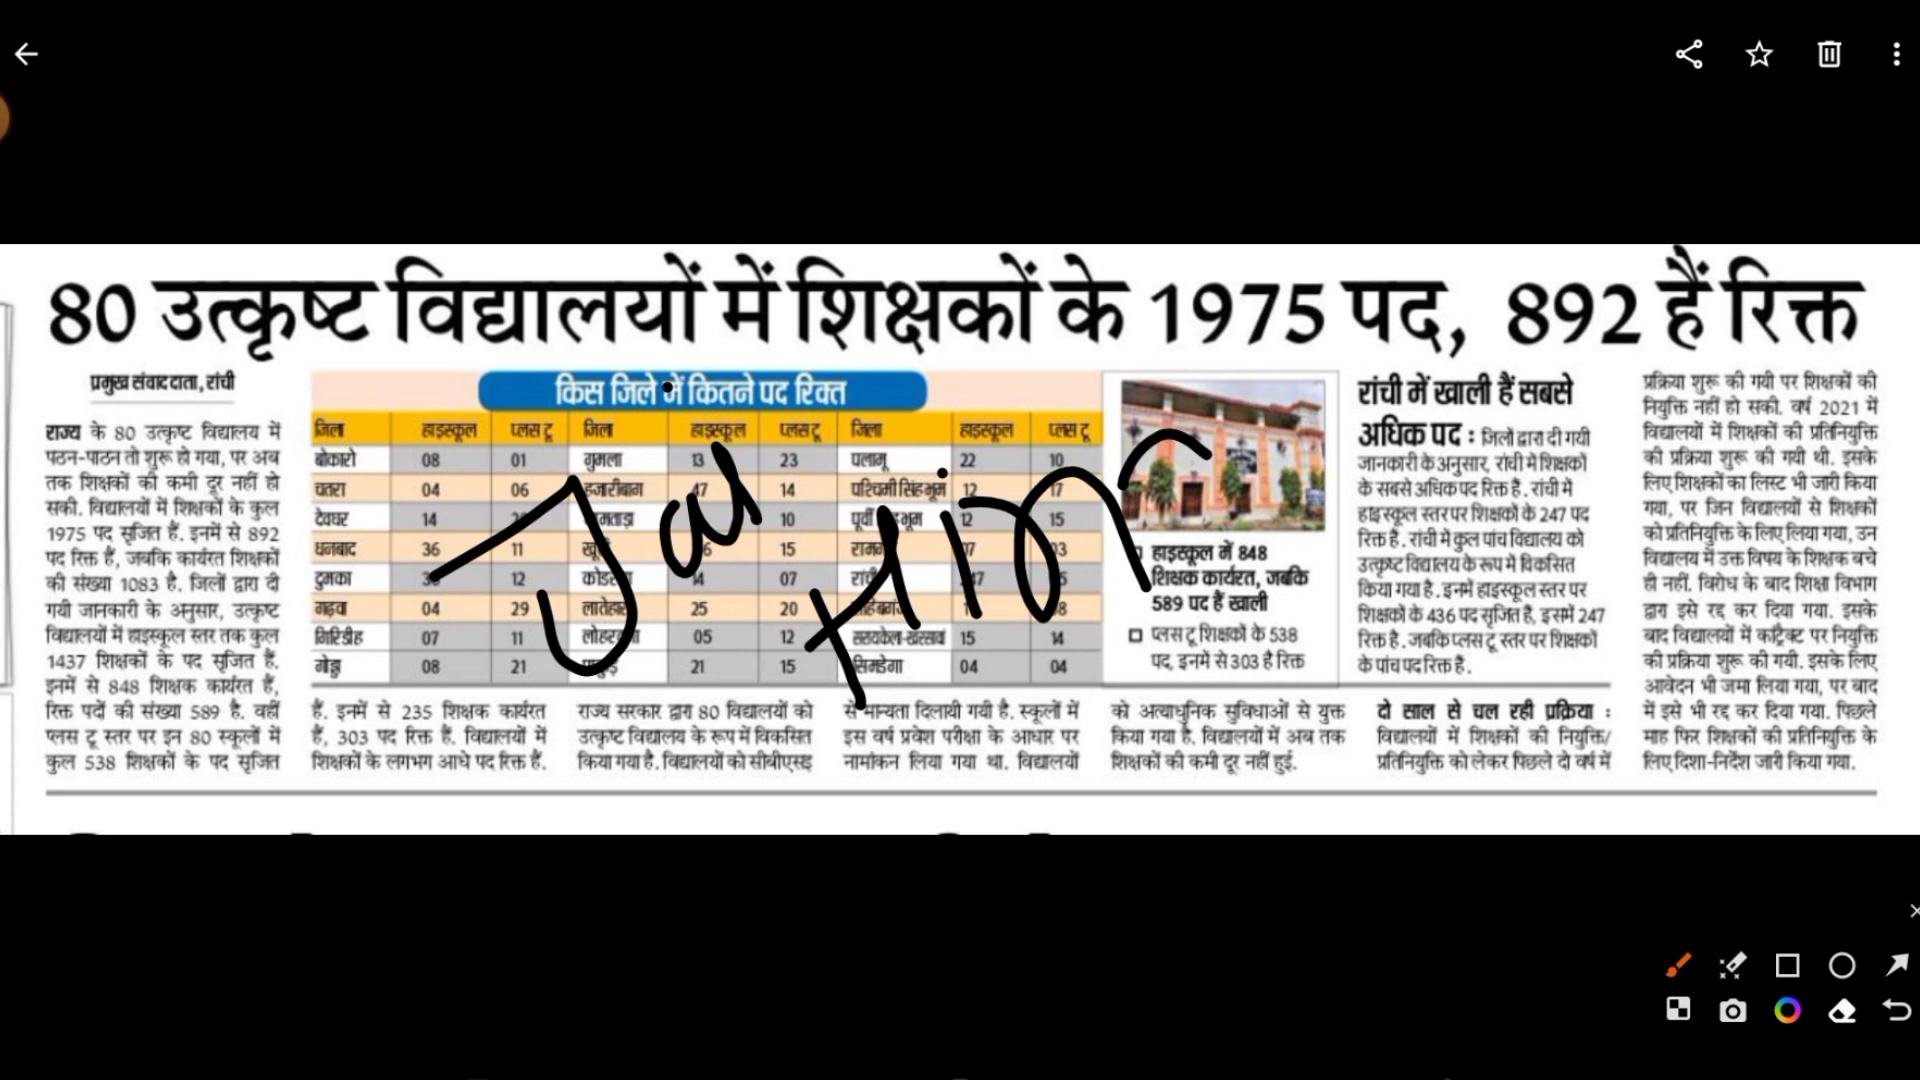 80 उत्कृष्ट विद्यालयों में शिक्षकों के 1975 पद, 892 हैं रिक्त
प्रमुख संवाददाता, रांची
राज्य के 80 उत्कृष्ट विद्यालय में
पठन-पाठन तो शुरू हो गया, पर अब
तक शिक्षकों की कमी दूर नहीं हो
सकी. विद्यालयों में शिक्षकों के कुल
1975 पद सृजित हैं. इनमें से 892
पद रिक्त हैं, जबकि कार्यरत शिक्षकों
की संख्या 1083 है. जिलों द्वारा दी
गयी जानकारी के अनुसार, उत्कृष्ट
विद्यालयों में हाइस्कूल स्तर तक कुल
1437 शिक्षकों के पद सृजित हैं.
इनमें से 848 शिक्षक कार्यरत हैं,
रिक्त पदों की संख्या 589 है. वहीं
प्लस टू स्तर पर इन 80 स्कूलों में
कुल 538 शिक्षकों के पद सृजित
किस जिले में कितने पद रिक्त
जिला हाइस्कूल प्लस टू जिला हाइस्कूल प्लस टू जिला हाइस्कूल प्लस टू
बोकारो 08 01 गुमला 13 23 पलामू 22 10
चतरा 04 06 हजारीबाग 47 14 पश्चिमी सिंहभूम 12 17
देवघर 14 10 पूर्वी 12 15
धनबाद 36 11 15
दुमका 12 07
गढ़वा 04 29 25 20
गिरिडीह 07 11 05 12 सरायकेला-खरसावां 15 14
गोड्डा 08 21 21 15 सिमडेगा 04 04
Jai Hind
हैं. इनमें से 235 शिक्षक कार्यरत
हैं, 303 पद रिक्त हैं. विद्यालयों में
शिक्षकों के लगभग आधे पद रिक्त हैं.
राज्य सरकार द्वारा 80 विद्यालयों को
उत्कृष्ट विद्यालय के रूप में विकसित
किया गया है. विद्यालयों को सीबीएसइ
से मान्यता दिलायी गयी है. स्कूलों में
इस वर्ष प्रवेश परीक्षा के आधार पर
नामांकन लिया गया था. विद्यालयों
हाइस्कूल में 848
शिक्षक कार्यरत, जबकि
589 पद हैं खाली
प्लस टू शिक्षकों के 538
पद, इनमें से 303 है रिक्त
को अत्याधुनिक सुविधाओं से युक्त
किया गया है. विद्यालयों में अब तक
शिक्षकों की कमी दूर नहीं हुई.
रांची में खाली हैं सबसे
अधिक पद : जिलों द्वारा दी गयी
जानकारी के अनुसार, रांची में शिक्षकों
के सबसे अधिक पद रिक्त हैं. रांची में
हाइस्कूल स्तर पर शिक्षकों के 247 पद
रिक्त हैं. रांची में कुल पांच विद्यालय को
उत्कृष्ट विद्यालय के रूप में विकसित
किया गया है. इनमें हाइस्कूल स्तर पर
शिक्षकों के 436 पद सृजित है, इसमें 247
रिक्त है. जबकि प्लस टू स्तर पर शिक्षकों
के पांच पद रिक्त है.
दो साल से चल रही प्रक्रिया :
विद्यालयों में शिक्षकों की नियुक्ति/
प्रतिनियुक्ति को लेकर पिछले दो वर्ष में
प्रक्रिया शुरू की गयी पर शिक्षकों की
नियुक्ति नहीं हो सकी. वर्ष 2021 में
विद्यालयों में शिक्षकों की प्रतिनियुक्ति
की प्रक्रिया शुरू की गयी थी. इसके
लिए शिक्षकों का लिस्ट भी जारी किया
गया, पर जिन विद्यालयों से शिक्षकों
को प्रतिनियुक्ति के लिए लिया गया, उन
विद्यालय में उक्त विषय के शिक्षक बचे
ही नहीं. विरोध के बाद शिक्षा विभाग
द्वारा इसे रद्द कर दिया गया. इसके
बाद विद्यालयों में कांट्रैक्ट पर नियुक्ति
की प्रक्रिया शुरू की गयी. इसके लिए
आवेदन भी जमा लिया गया, पर बाद
में इसे भी रद्द कर दिया गया. पिछले
माह फिर शिक्षकों की प्रतिनियुक्ति के
लिए दिशा-निर्देश जारी किया गया.